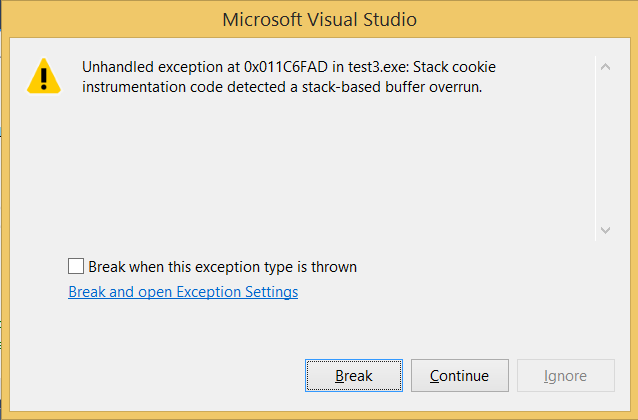 Microsoft Visual Studio
Unhandled exception at 0x011C6FAD in test3.exe: Stack cookie
instrumentation code detected a stack-based buffer overrun.
Break when this exception type is thrown
Break and open Exception Settings
Break Continue Ignore